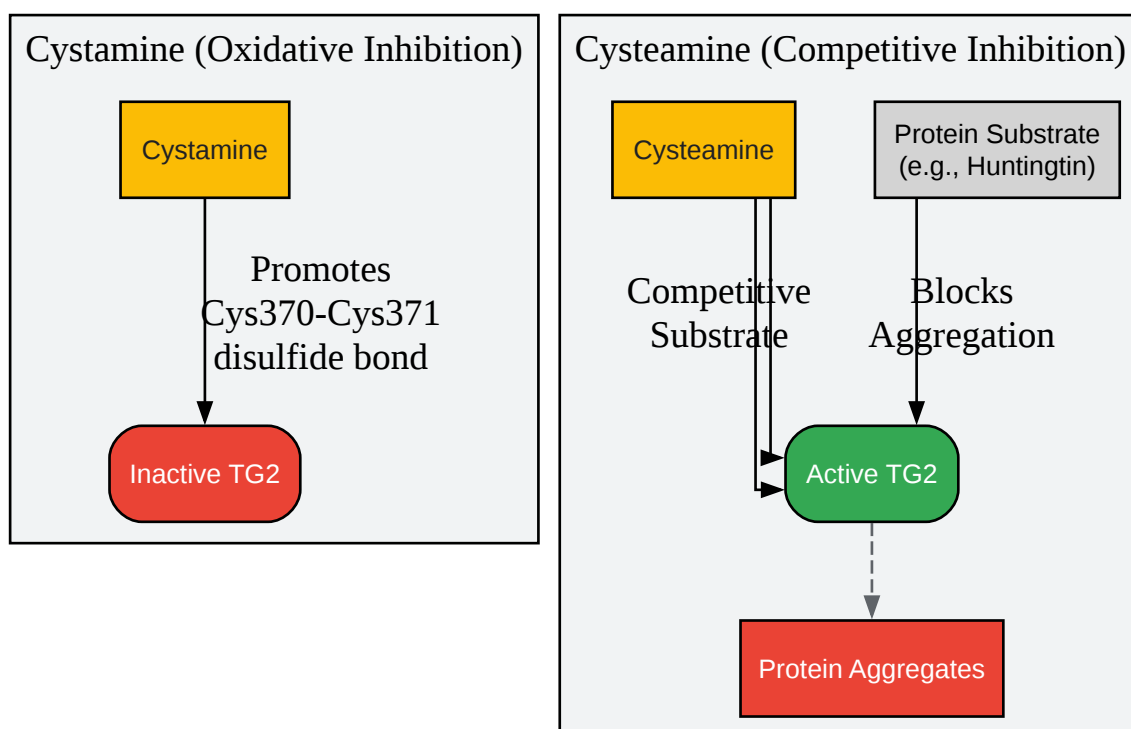 Cystamine (Oxidative Inhibition)
Cystamine
Promotes
Cys370-Cys371
disulfide bond
Inactive TG2
Cysteamine (Competitive Inhibition)
Cysteamine
Protein Substrate
(e.g., Huntingtin)
Competitive
Substrate
Blocks
Aggregation
Active TG2
Protein Aggregates